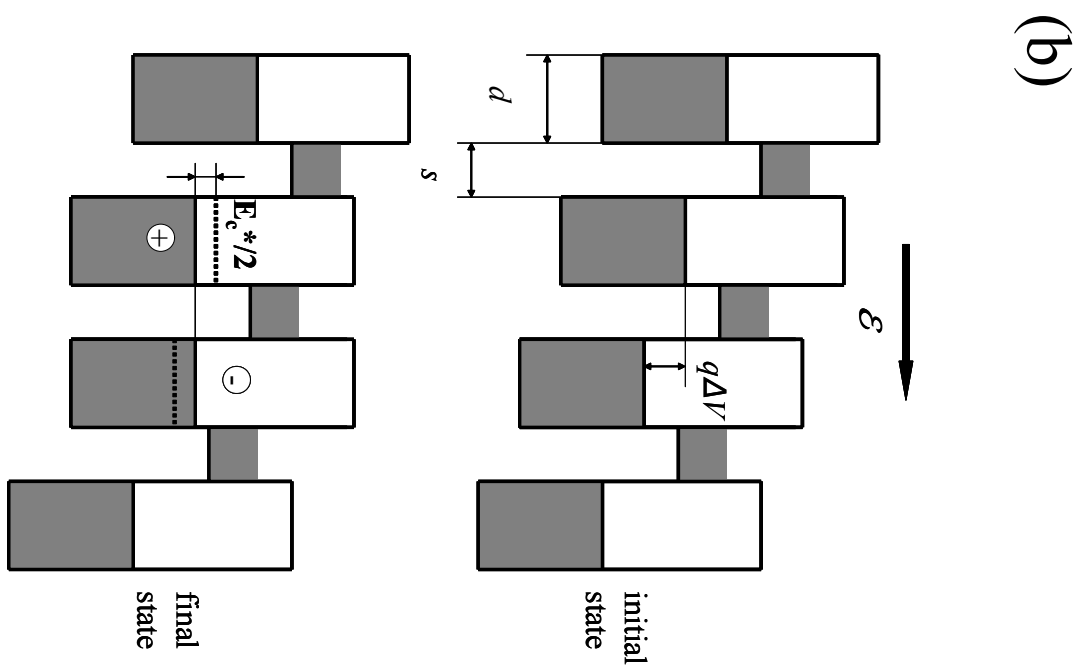 (b)
ℰ
d
s
qΔV
initial
state
E_c*/2
+
-
final
state